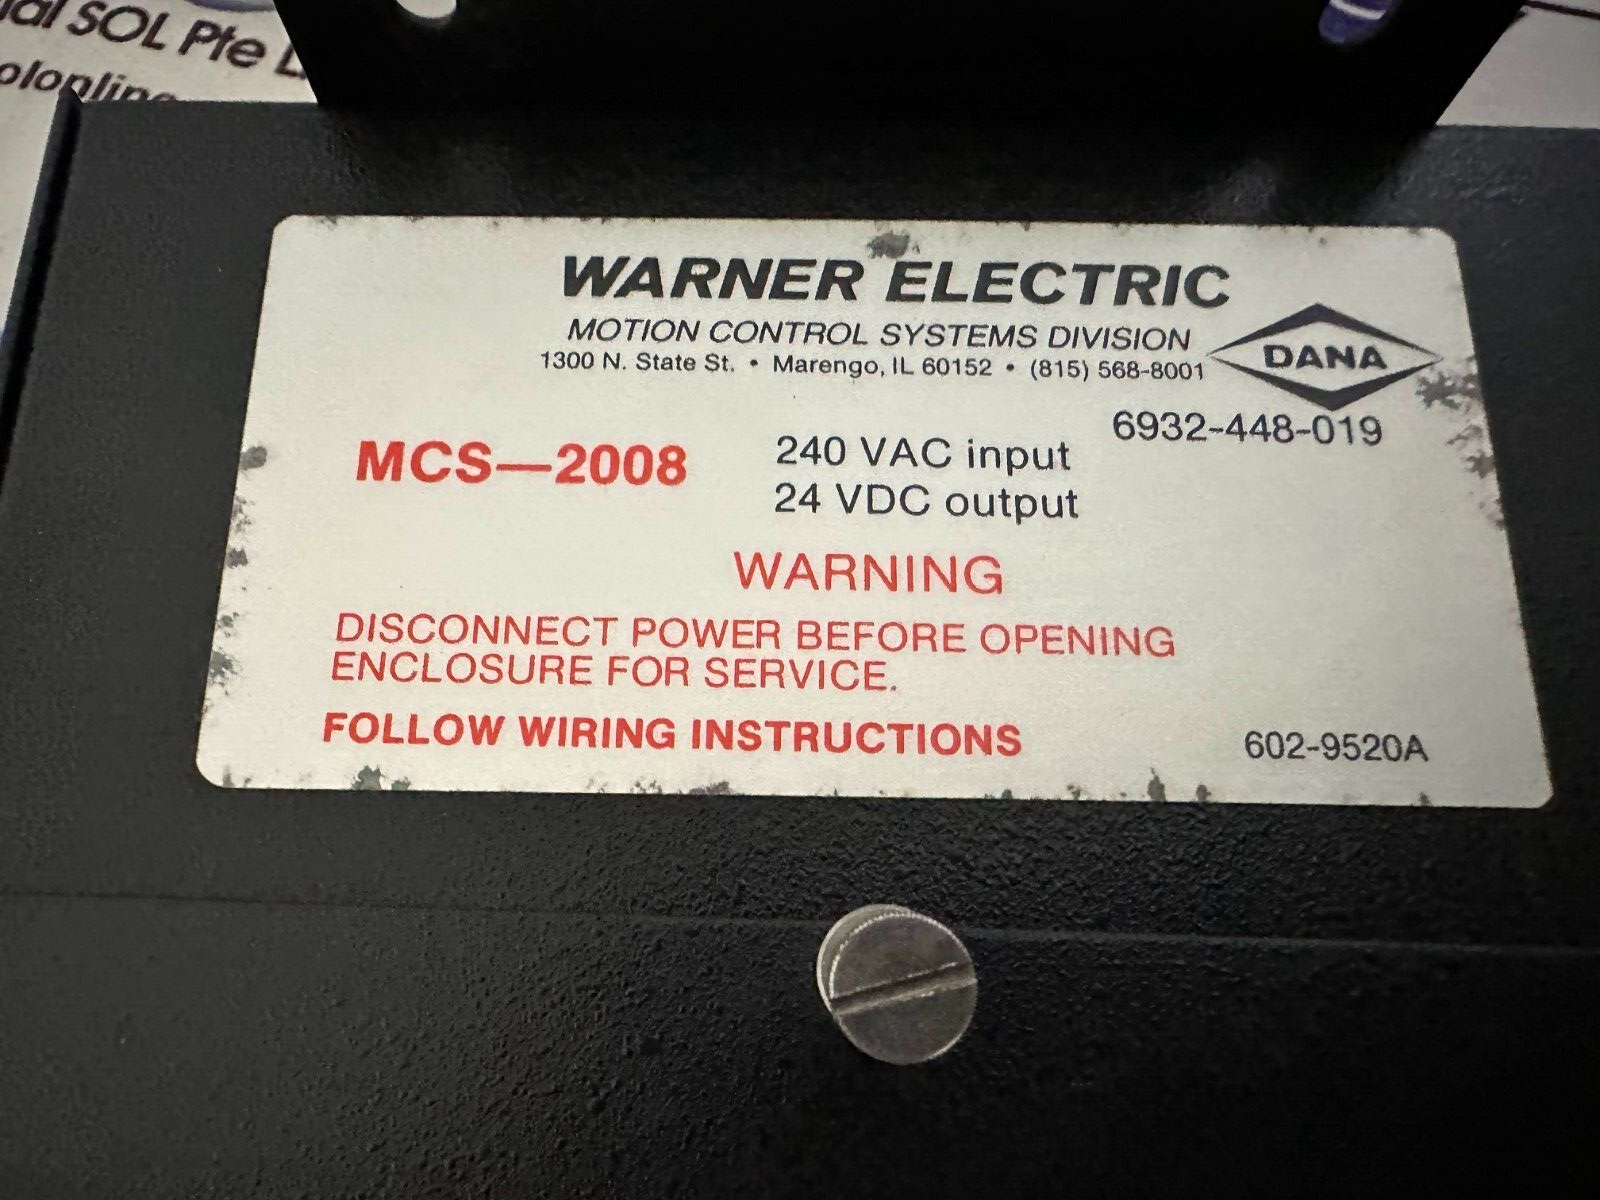 SOL Pte
WARNER ELECTRIC
MOTION CONTROL SYSTEMS DIVISION
1300 N. State St. • Marengo, IL 60152 • (815) 568-8001
DANA
6932-448-019
MCS—2008
240 VAC input
24 VDC output
WARNING
DISCONNECT POWER BEFORE OPENING
ENCLOSURE FOR SERVICE.
FOLLOW WIRING INSTRUCTIONS
602-9520A